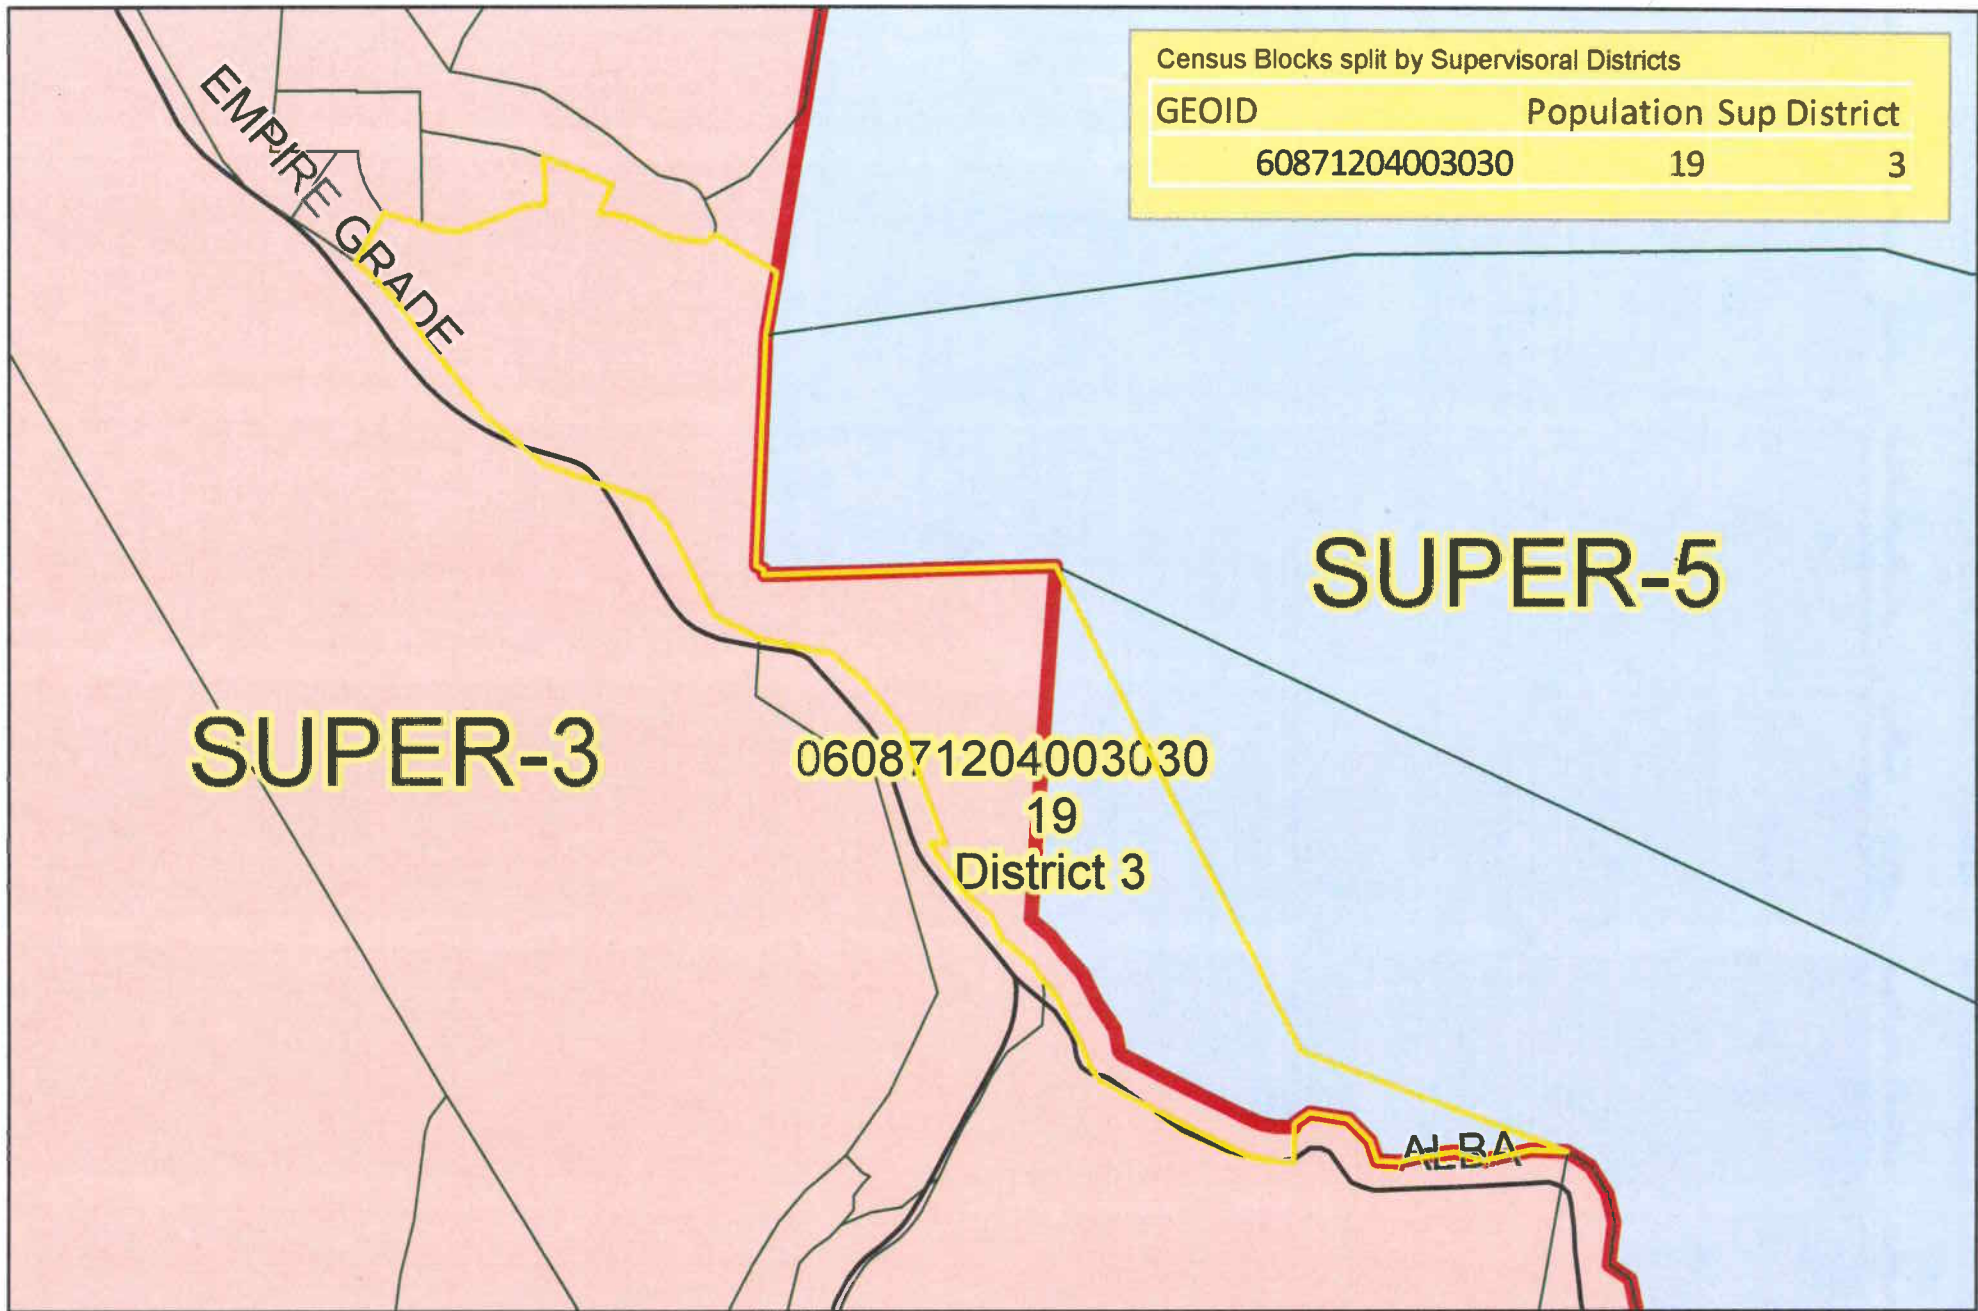 Census Blocks split by Supervisoral Districts
GEOID Population Sup District
60871204003030 19 3
EMPIRE GRADE
SUPER-5
SUPER-3
060871204003030
19
District 3
ALBA